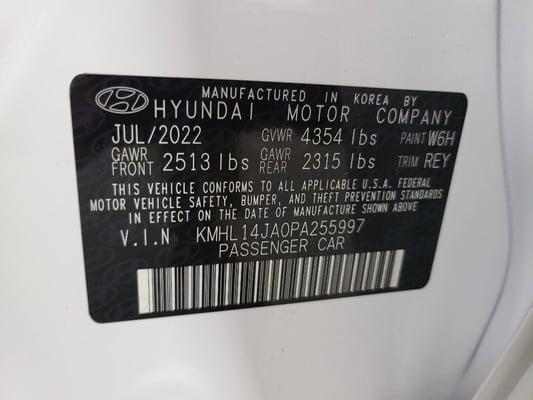 MANUFACTURED IN KOREA BY
HYUNDAI MOTOR COMPANY
JUL/2022 GVWR 4354 lbs PAINT W6H
GAWR FRONT 2513 lbs GAWR REAR 2315 lbs TRIM REY
THIS VEHICLE CONFORMS TO ALL APPLICABLE U.S.A. FEDERAL
MOTOR VEHICLE SAFETY, BUMPER, AND THEFT PREVENTION STANDARDS
IN EFFECT ON THE DATE OF MANUFACTURE SHOWN ABOVE
V.I.N KMHL14JA0PA255997
PASSENGER CAR